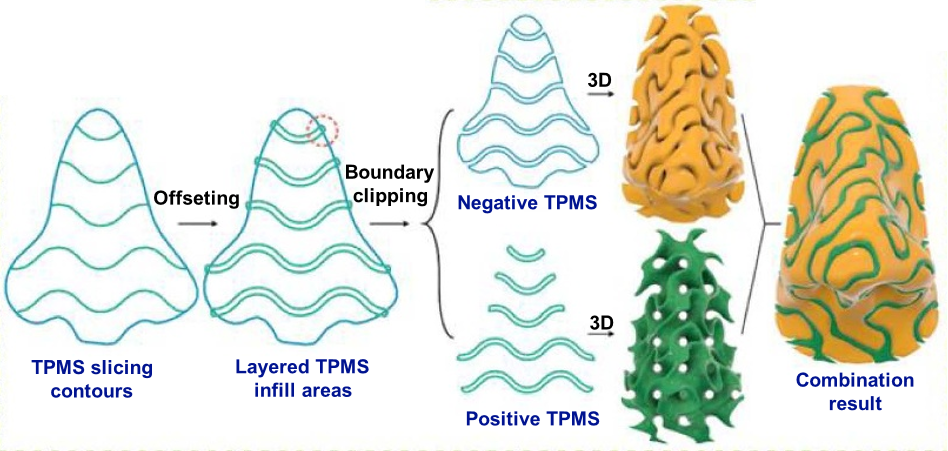 3D
Negative TPMS
Offseting
Boundary
clipping
TPMS slicing
contours
Layered TPMS
infill areas
3D
Positive TPMS
Combination
result